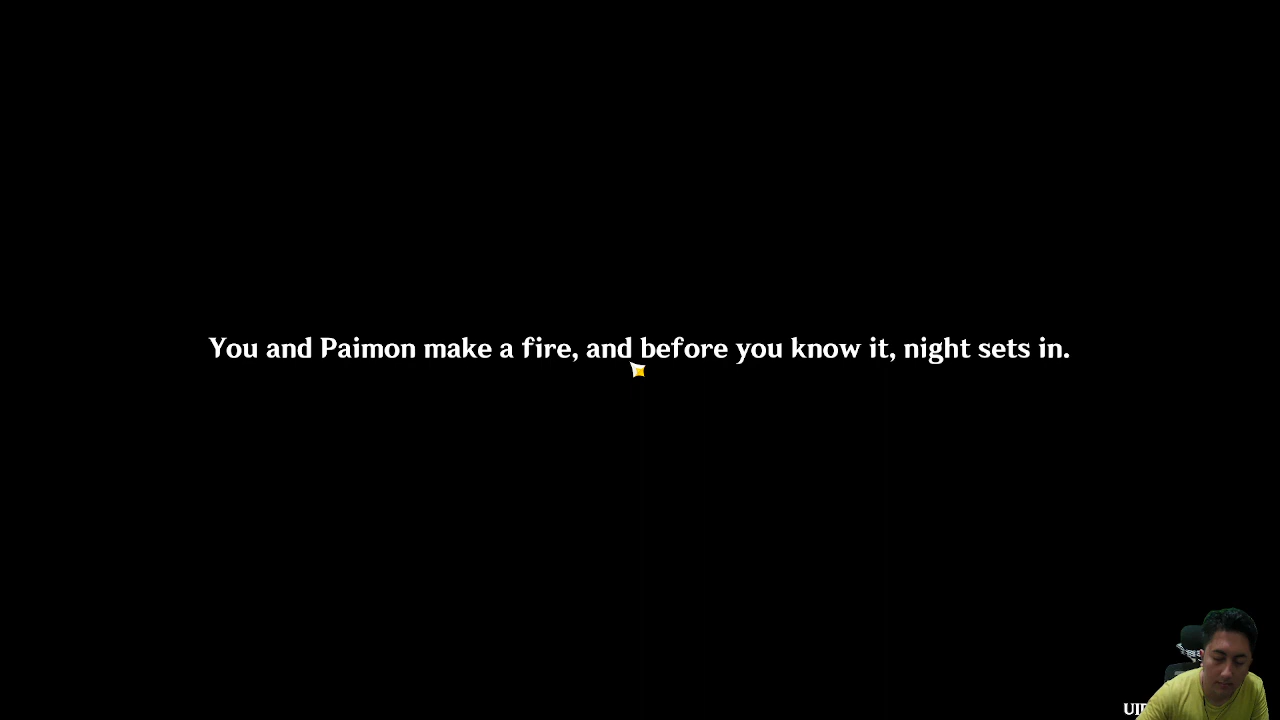 You and Paimon make a fire, and before you know it, night sets in.